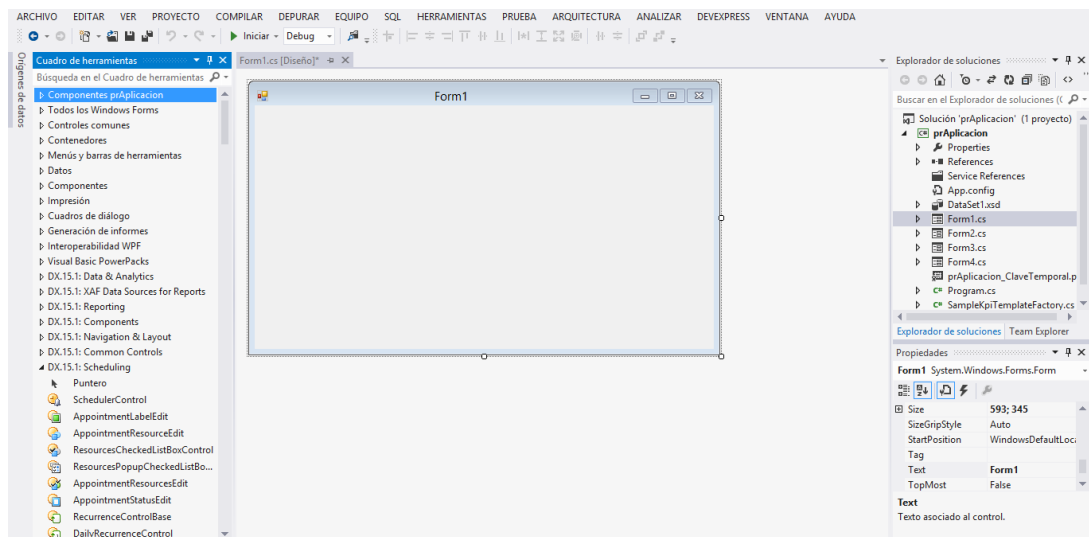 ARCHIVO EDITAR VER PROYECTO COMPILAR DEPURAR EQUIPO SQL HERRAMIENTAS PRUEBA ARQUITECTURA ANALIZAR DEVEXPRESS VENTANA AYUDA
Iniciar Debug
Orígenes de datos
Cuadro de herramientas
Búsqueda en el Cuadro de herramientas
Componentes prAplicacion
Todos los Windows Forms
Controles comunes
Contenedores
Menús y barras de herramientas
Datos
Componentes
Impresión
Cuadros de diálogo
Generación de informes
Interoperabilidad WPF
Visual Basic PowerPacks
DX.15.1: Data & Analytics
DX.15.1: XAF Data Sources for Reports
DX.15.1: Reporting
DX.15.1: Components
DX.15.1: Navigation & Layout
DX.15.1: Common Controls
DX.15.1: Scheduling
Puntero
SchedulerControl
AppointmentLabelEdit
AppointmentResourceEdit
ResourcesCheckedListBoxControl
ResourcesPopupCheckedListBo...
AppointmentResourcesEdit
AppointmentStatusEdit
RecurrenceControlBase
DailyRecurrenceControl
Form1.cs [Diseño]*
Form1
Explorador de soluciones
Buscar en el Explorador de soluciones (
Solución 'prAplicacion' (1 proyecto)
C# prAplicacion
Properties
References
Service References
App.config
DataSet1.xsd
Form1.cs
Form2.cs
Form3.cs
Form4.cs
prAplicacion_ClaveTemporal.p
C# Program.cs
C# SampleKpiTemplateFactory.cs
Explorador de soluciones Team Explorer
Propiedades
Form1 System.Windows.Forms.Form
Size 593; 345
SizeGripStyle Auto
StartPosition WindowsDefaultLoca
Tag
Text Form1
TopMost False
Text
Texto asociado al control.